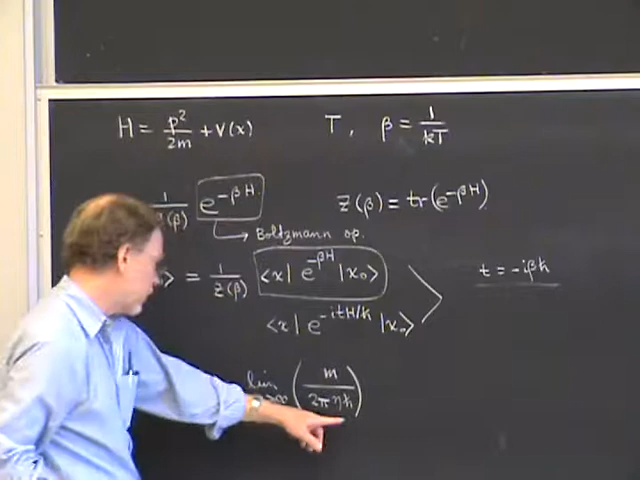 H = p²/2m + V(x)    T,    β = 1/kT
1/Z(β) e^{-βH}    Z(β) = tr(e^{-βH})
→ Boltzmann op.
> = 1/Z(β) <x| e^{-βH} |x₀>    t = -iβħ
<x| e^{-itH/ħ} |x₀>
lim (m/2πηħ)